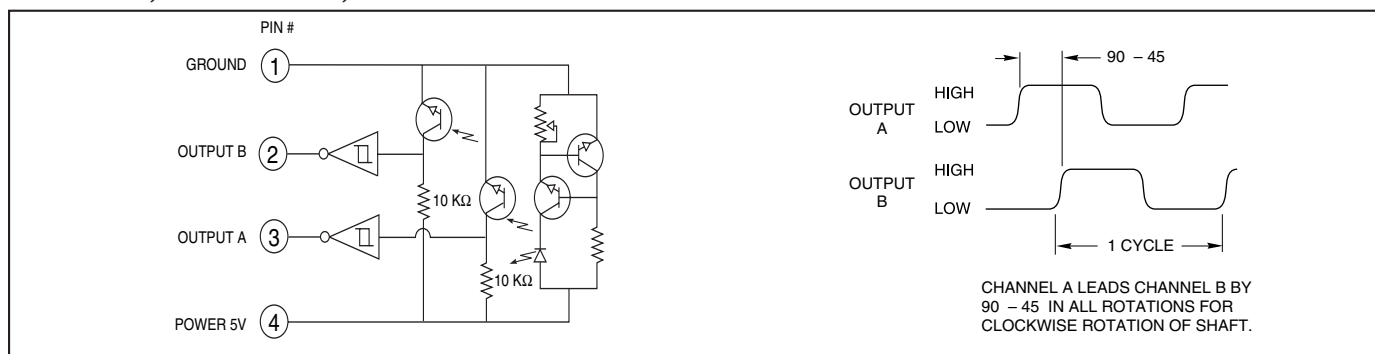 PIN #
GROUND 1
OUTPUT B 2
10 KΩ
OUTPUT A 3
10 KΩ
POWER 5V 4
90 – 45
HIGH
OUTPUT
A
LOW
HIGH
OUTPUT
B
LOW
1 CYCLE
CHANNEL A LEADS CHANNEL B BY
90 – 45 IN ALL ROTATIONS FOR
CLOCKWISE ROTATION OF SHAFT.